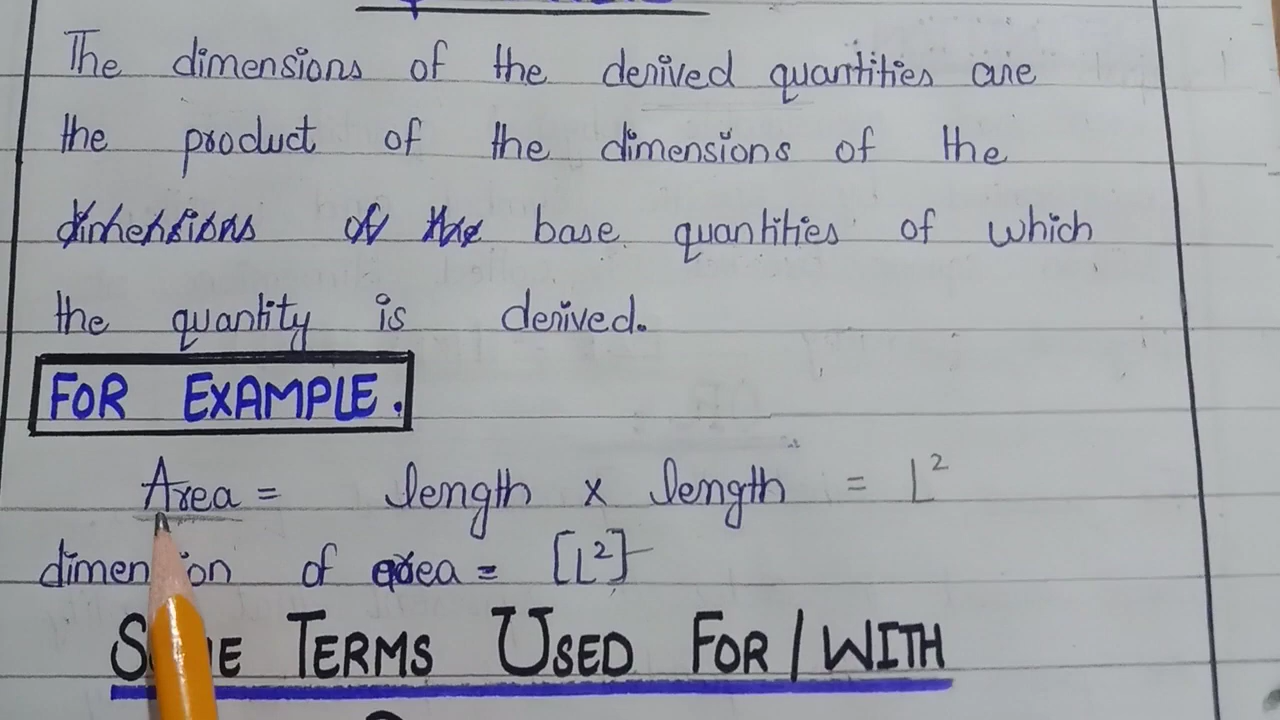 The dimensions of the derived quantities are
the product of the dimensions of the
dimensions of the base quantities of which
the quantity is derived.
FOR EXAMPLE.
Area = length x length = L²
dimension of area = [L²]
SOME TERMS USED FOR / WITH